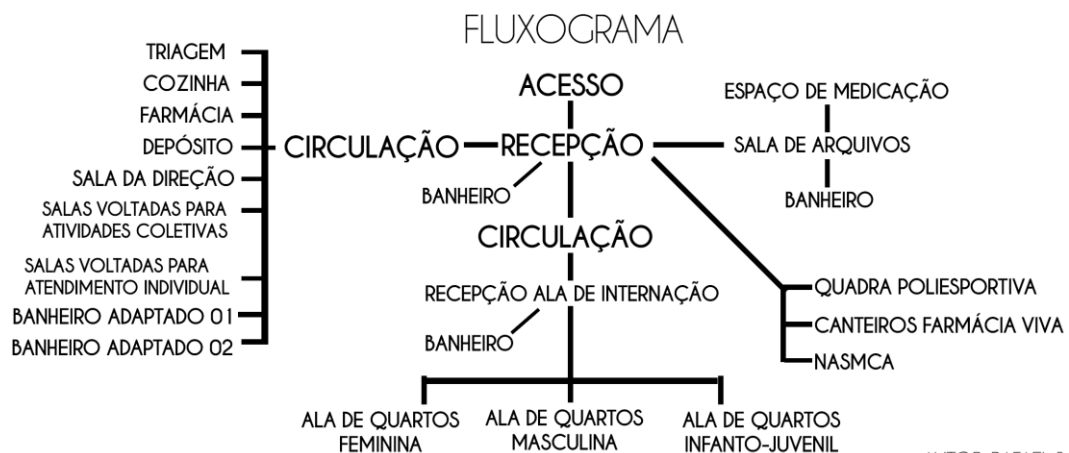 FLUXOGRAMA
TRIAGEM
COZINHA
FARMÁCIA
DEPÓSITO
SALA DA DIREÇÃO
SALAS VOLTADAS PARA
ATIVIDADES COLETIVAS
SALAS VOLTADAS PARA
ATENDIMENTO INDIVIDUAL
BANHEIRO ADAPTADO 01
BANHEIRO ADAPTADO 02
CIRCULAÇÃO
ACESSO
RECEPÇÃO
BANHEIRO
CIRCULAÇÃO
RECEPÇÃO ALA DE INTERNAÇÃO
BANHEIRO
ALA DE QUARTOS
FEMININA
ALA DE QUARTOS
MASCULINA
ALA DE QUARTOS
INFANTO-JUVENIL
ESPAÇO DE MEDICAÇÃO
SALA DE ARQUIVOS
BANHEIRO
QUADRA POLIESPORTIVA
CANTEIROS FARMÁCIA VIVA
NASMCA